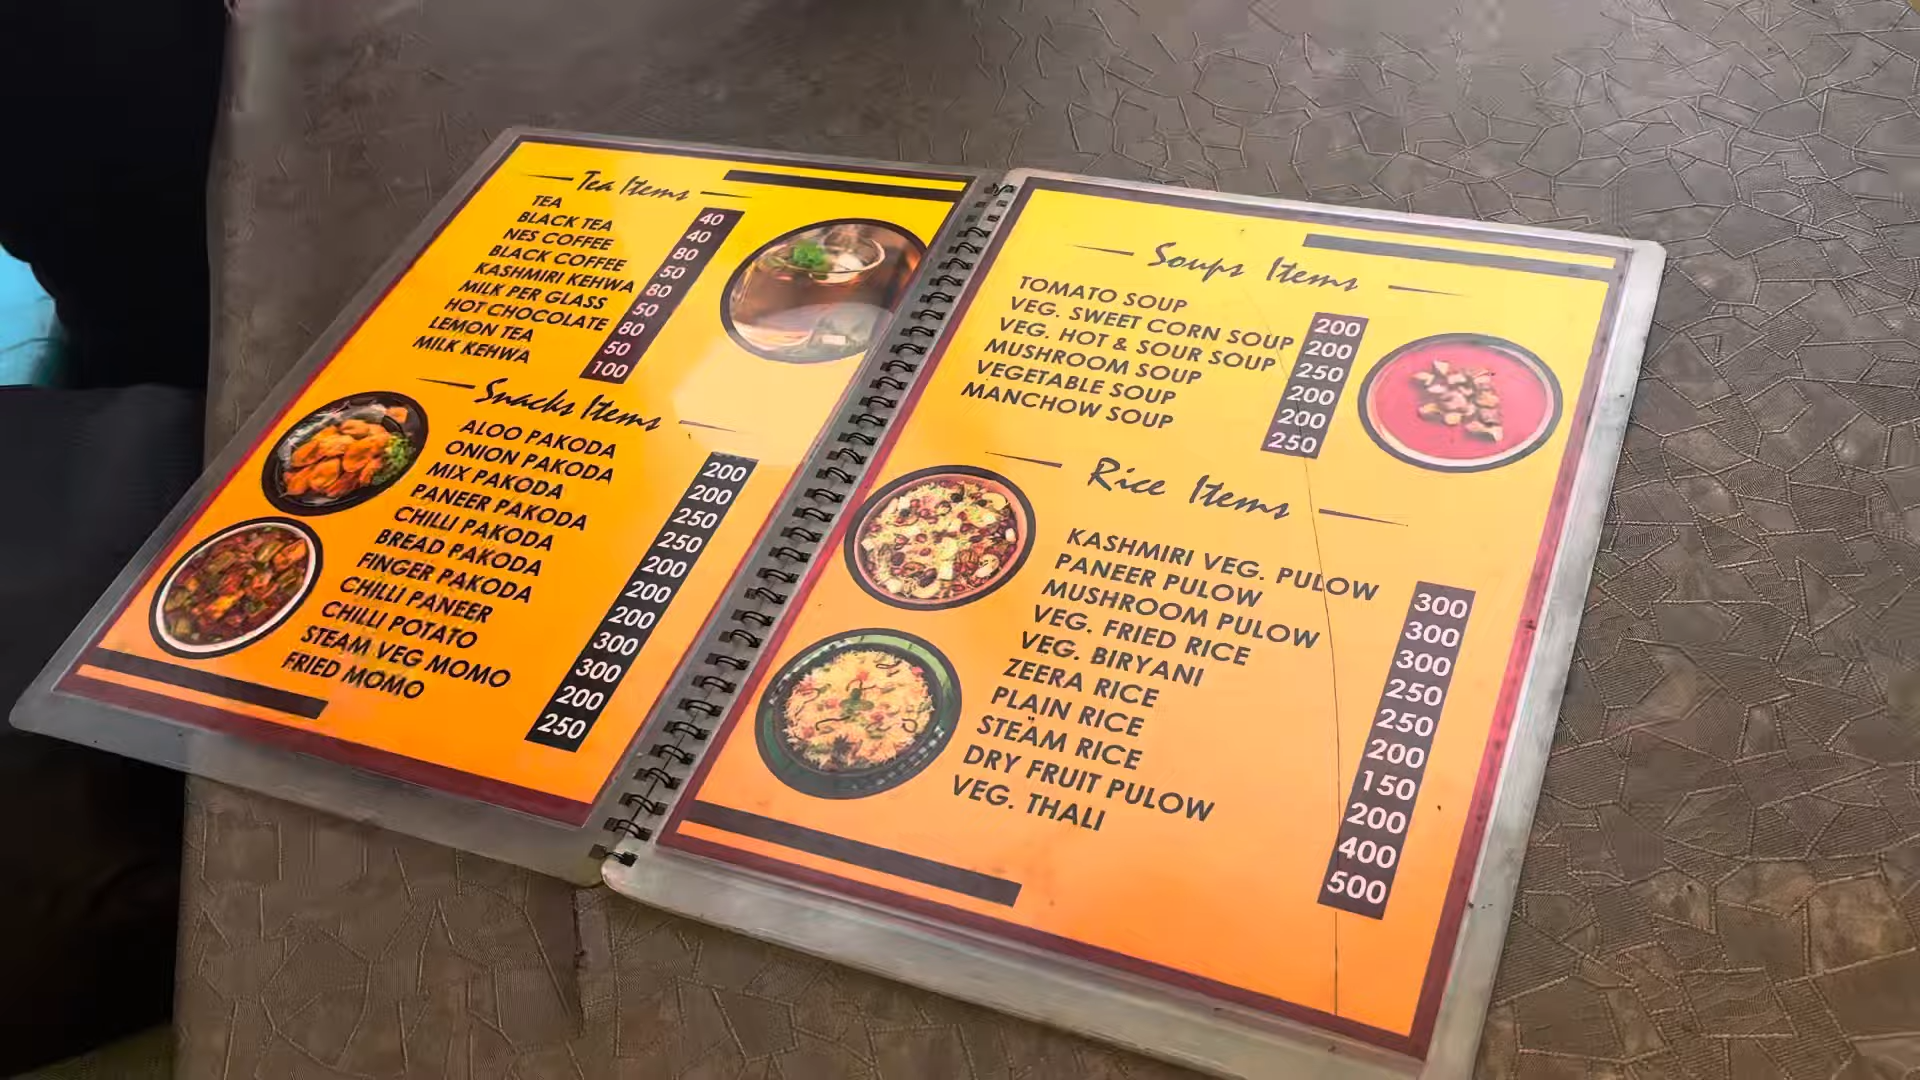 Tea Items
TEA 40
BLACK TEA 40
NES COFFEE 80
BLACK COFFEE 50
KASHMIRI KEHWA 80
MILK PER GLASS 50
HOT CHOCOLATE 80
LEMON TEA 50
MILK KEHWA 100
Snacks Items
ALOO PAKODA 200
ONION PAKODA 200
MIX PAKODA 250
PANEER PAKODA 250
CHILLI PAKODA 200
BREAD PAKODA 200
FINGER PAKODA 200
CHILLI PANEER 300
CHILLI POTATO 300
STEAM VEG MOMO 200
FRIED MOMO 250
Soups Items
TOMATO SOUP 200
VEG. SWEET CORN SOUP 200
VEG. HOT & SOUR SOUP 250
MUSHROOM SOUP 200
VEGETABLE SOUP 200
MANCHOW SOUP 250
Rice Items
KASHMIRI VEG. PULOW 300
PANEER PULOW 300
MUSHROOM PULOW 300
VEG. FRIED RICE 250
VEG. BIRYANI 250
ZEERA RICE 200
PLAIN RICE 150
STEAM RICE 200
DRY FRUIT PULOW 400
VEG. THALI 500